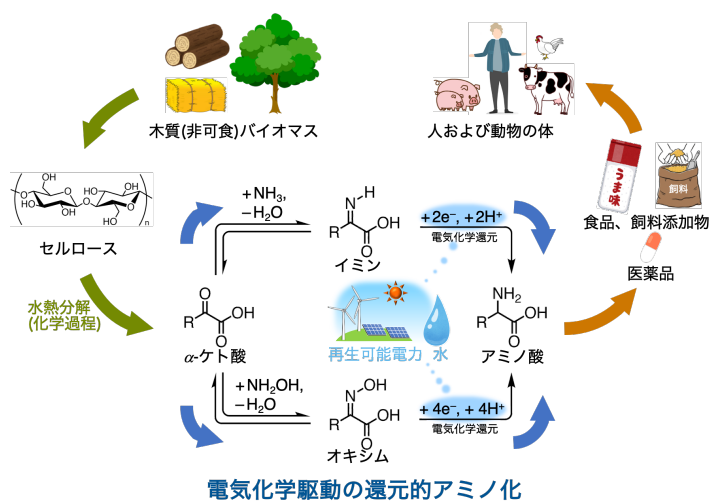 木質(非可食)バイオマス
人および動物の体
うま味
飼料
食品、飼料添加物
医薬品
O
OH
HO
OH
O
HO
OH
O
OH
O
n
セルロース
水熱分解
(化学過程)
+NH₃,
−H₂O
N
H
R
OH
O
イミン
+2e⁻, +2H⁺
電気化学還元
O
R
OH
O
α-ケト酸
再生可能電力 水
NH₂
R
OH
O
アミノ酸
+NH₂OH,
−H₂O
N
OH
R
OH
O
オキシム
+4e⁻, + 4H⁺
電気化学還元
電気化学駆動の還元的アミノ化